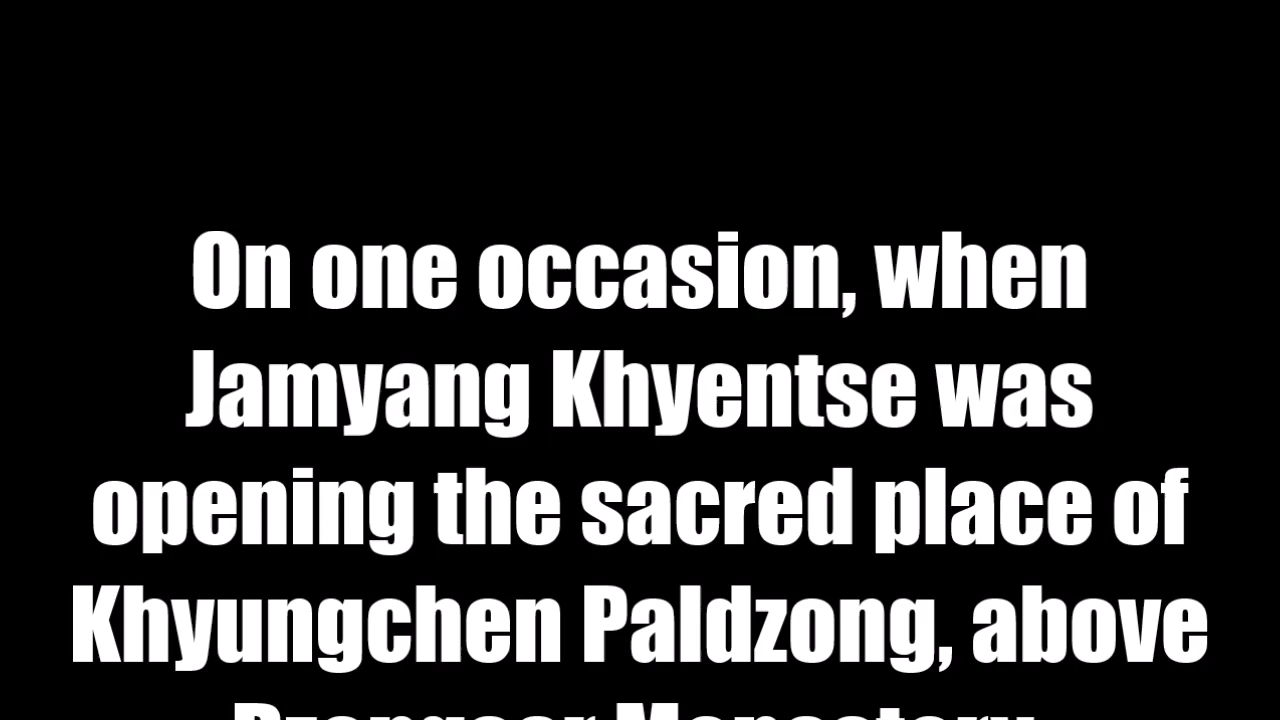 On one occasion, when
Jamyang Khyentse was
opening the sacred place of
Khyungchen Paldzong, above